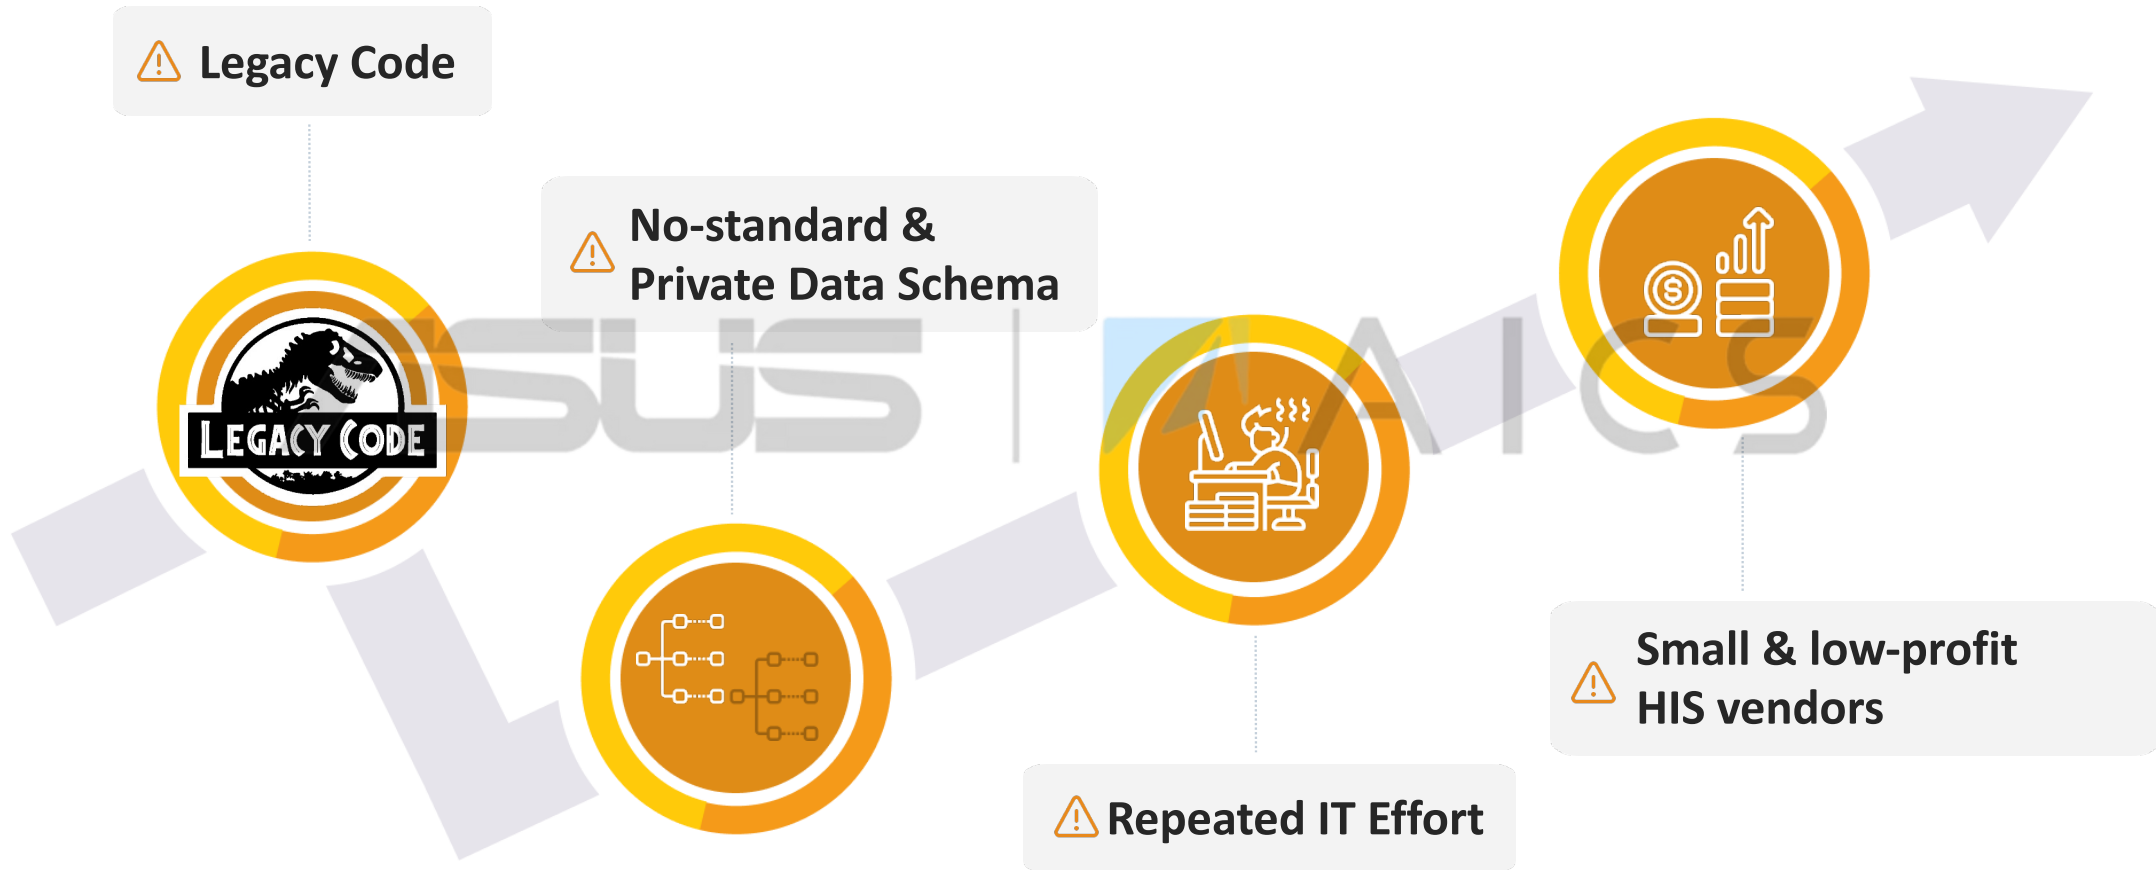 Legacy Code
LEGACY CODE
No-standard &
Private Data Schema
ASUS | AICS
$
Repeated IT Effort
Small & low-profit
HIS vendors